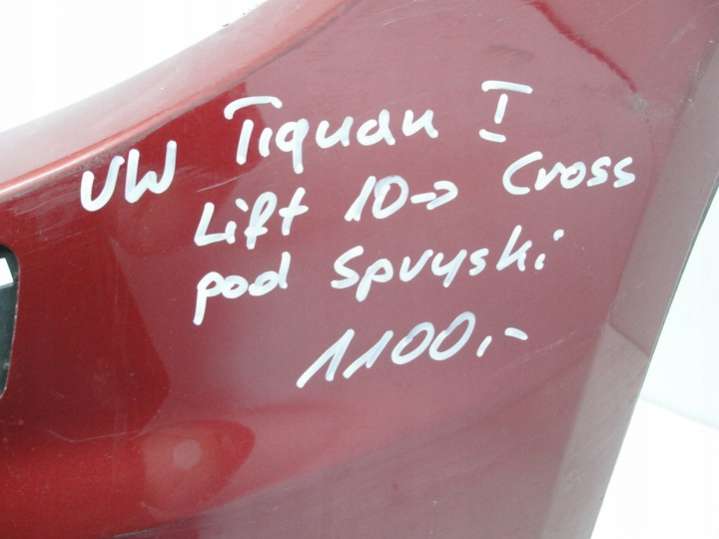 VW Tiguan I
Lift 10-> Cross
pod Spryski
1100,-